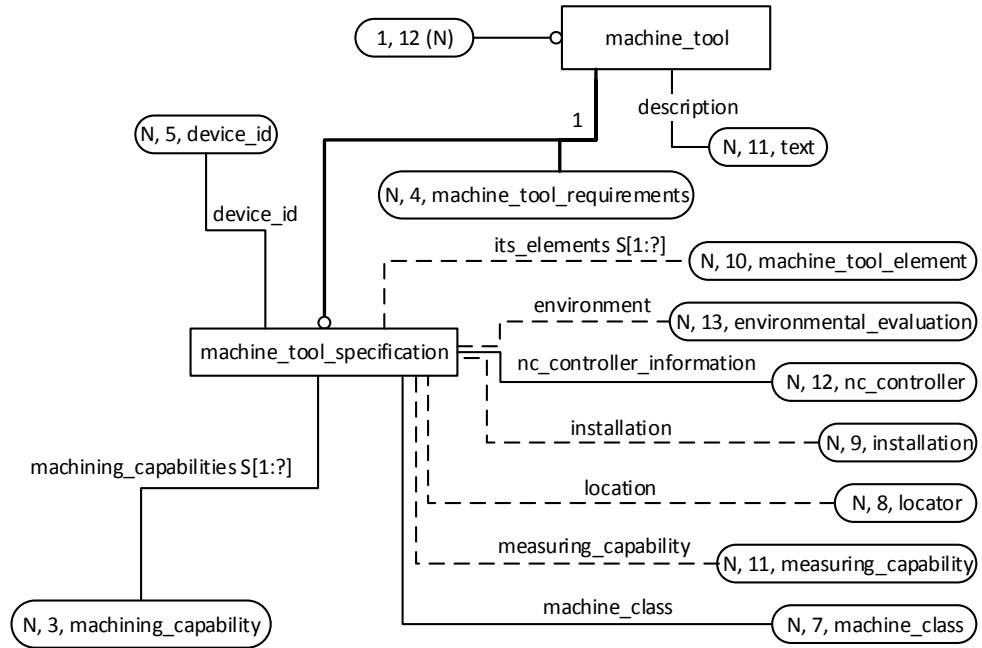 1, 12 (N)
machine_tool
description
1
N, 5, device_id
N, 11, text
N, 4, machine_tool_requirements
device_id
its_elements S[1:?]
N, 10, machine_tool_element
environment
N, 13, environmental_evaluation
machine_tool_specification
nc_controller_information
N, 12, nc_controller
installation
N, 9, installation
machining_capabilities S[1:?]
location
N, 8, locator
measuring_capability
N, 11, measuring_capability
machine_class
N, 3, machining_capability
N, 7, machine_class